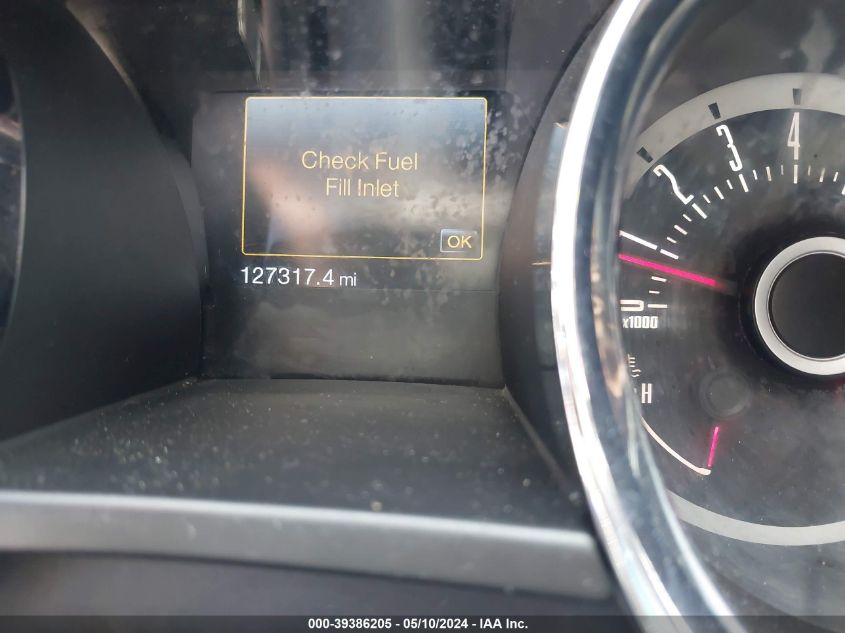 Check Fuel
Fill Inlet
OK
127317.4 mi
2
3
4
0
x1000
H
000-39386205 - 05/10/2024 - IAA Inc.